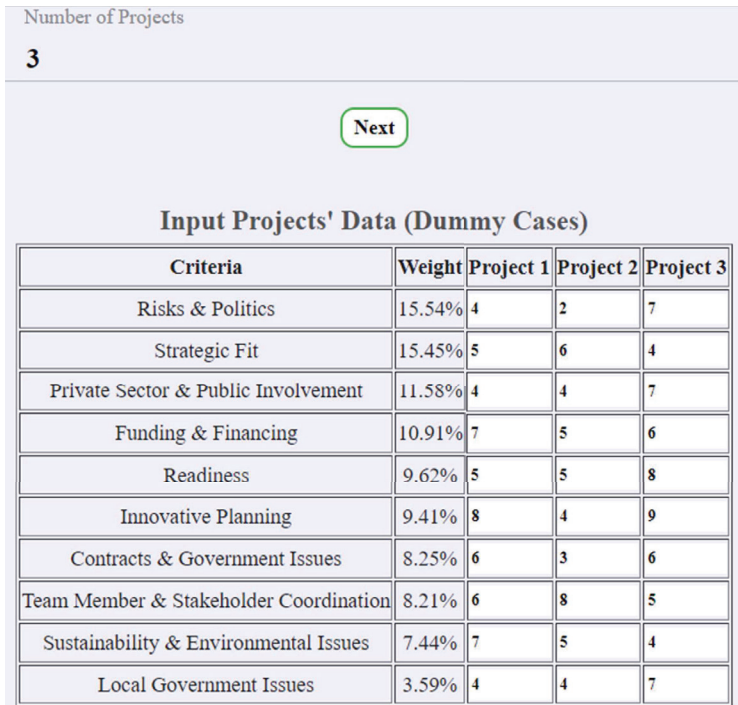 Number of Projects
3
Next
Input Projects' Data (Dummy Cases)
Criteria Weight Project 1 Project 2 Project 3
Risks & Politics 15.54% 4 2 7
Strategic Fit 15.45% 5 6 4
Private Sector & Public Involvement 11.58% 4 4 7
Funding & Financing 10.91% 7 5 6
Readiness 9.62% 5 5 8
Innovative Planning 9.41% 8 4 9
Contracts & Government Issues 8.25% 6 3 6
Team Member & Stakeholder Coordination 8.21% 6 8 5
Sustainability & Environmental Issues 7.44% 7 5 4
Local Government Issues 3.59% 4 4 7